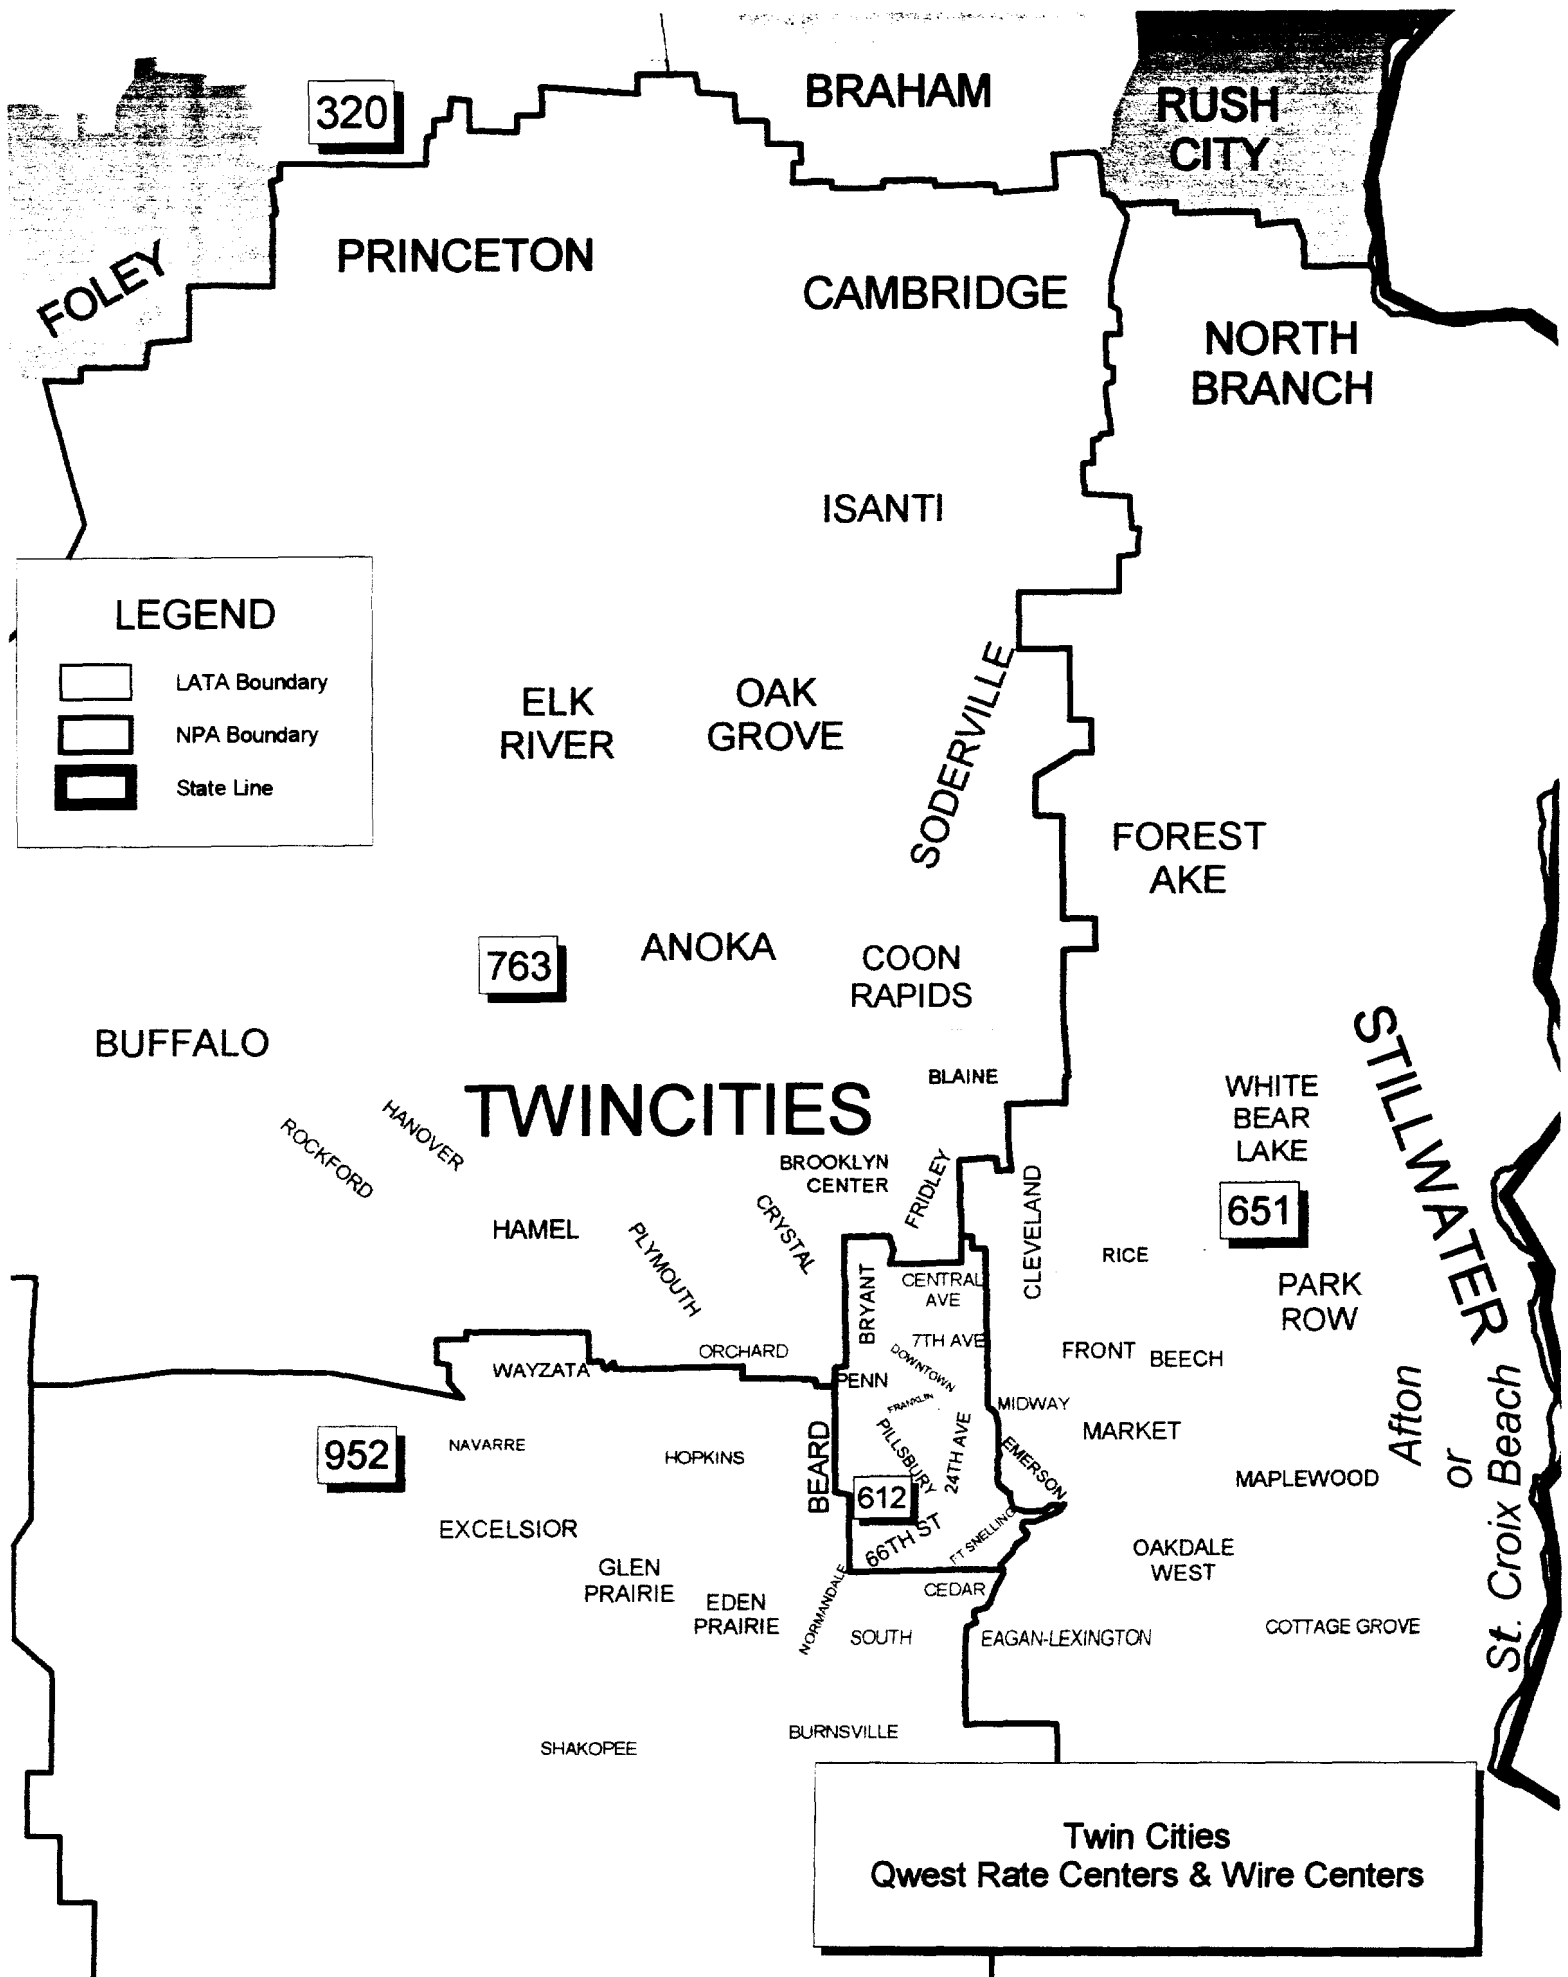 BRAHAM
320
RUSH
CITY
FOLEY
PRINCETON
CAMBRIDGE
NORTH
BRANCH
ISANTI
LEGEND
LATA Boundary
NPA Boundary
State Line
ELK
RIVER
OAK
GROVE
SODERVILLE
FOREST
AKE
763
ANOKA
COON
RAPIDS
BUFFALO
BLAINE
TWINCITIES
WHITE
BEAR
LAKE
STILLWATER
ROCKFORD
HANOVER
BROOKLYN
CENTER
FRIDLEY
CLEVELAND
651
HAMEL
PLYMOUTH
CRYSTAL
RICE
PARK
ROW
BRYANT
CENTRAL
AVE
7TH AVE
ORCHARD
WAYZATA
PENN
DOWNTOWN
FRONT
BEECH
FRANKLIN
MIDWAY
MARKET
952
NAVARRE
HOPKINS
BEARD
PILLSBURY
24TH AVE
EMERSON
612
MAPLEWOOD
Afton
or
St. Croix Beach
EXCELSIOR
66TH ST
FT SNELLING
OAKDALE
WEST
GLEN
PRAIRIE
EDEN
PRAIRIE
NORMANDALE
CEDAR
SOUTH
EAGAN-LEXINGTON
COTTAGE GROVE
SHAKOPEE
BURNSVILLE
Twin Cities
Qwest Rate Centers & Wire Centers